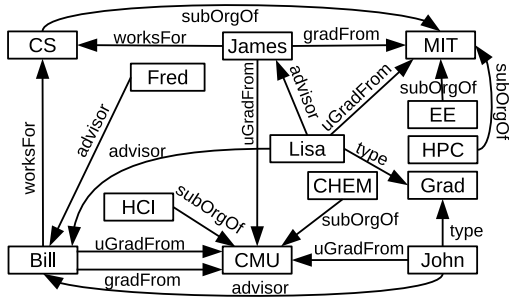 subOrgOf
CS
worksFor
James
gradFrom
MIT
Fred
subOrgOf
EE
subOrgOf
HPC
uGradFrom
advisor
uGradFrom
advisor
worksFor
advisor
Lisa
type
Grad
CHEM
HCI
subOrgOf
subOrgOf
type
Bill
uGradFrom
gradFrom
CMU
uGradFrom
John
advisor